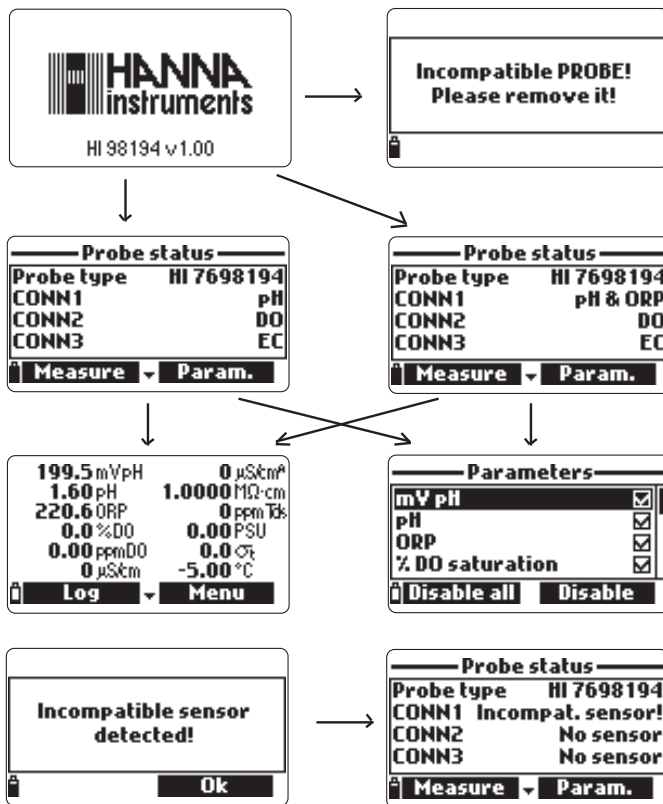 HANNA
instruments
HI 98194 v1.00
Incompatible PROBE!
Please remove it!
Probe status
Probe type HI 7698194
CONN1 pH
CONN2 DO
CONN3 EC
Measure Param.
Probe status
Probe type HI 7698194
CONN1 pH & ORP
CONN2 DO
CONN3 EC
Measure Param.
199.5 mVpH 0 µS/cmᴬ
1.60 pH 1.0000 MΩ·cm
220.6 ORP 0 ppm Tds
0.0 %DO 0.00 PSU
0.00 ppmDO 0.0 σt
0 µS/cm -5.00 °C
Log Menu
Parameters
mV pH
pH
ORP
% DO saturation
Disable all Disable
Incompatible sensor
detected!
Ok
Probe status
Probe type HI 7698194
CONN1 Incompat. sensor!
CONN2 No sensor
CONN3 No sensor
Measure Param.